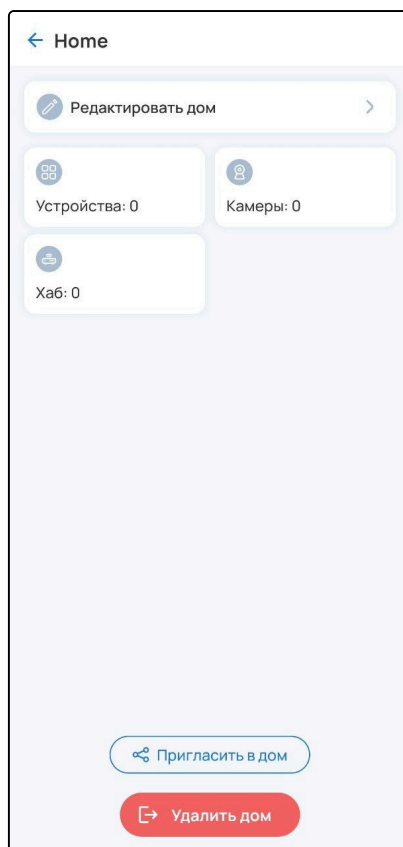 Home
Редактировать дом
Устройства: 0
Камеры: 0
Хаб: 0
Пригласить в дом
Удалить дом